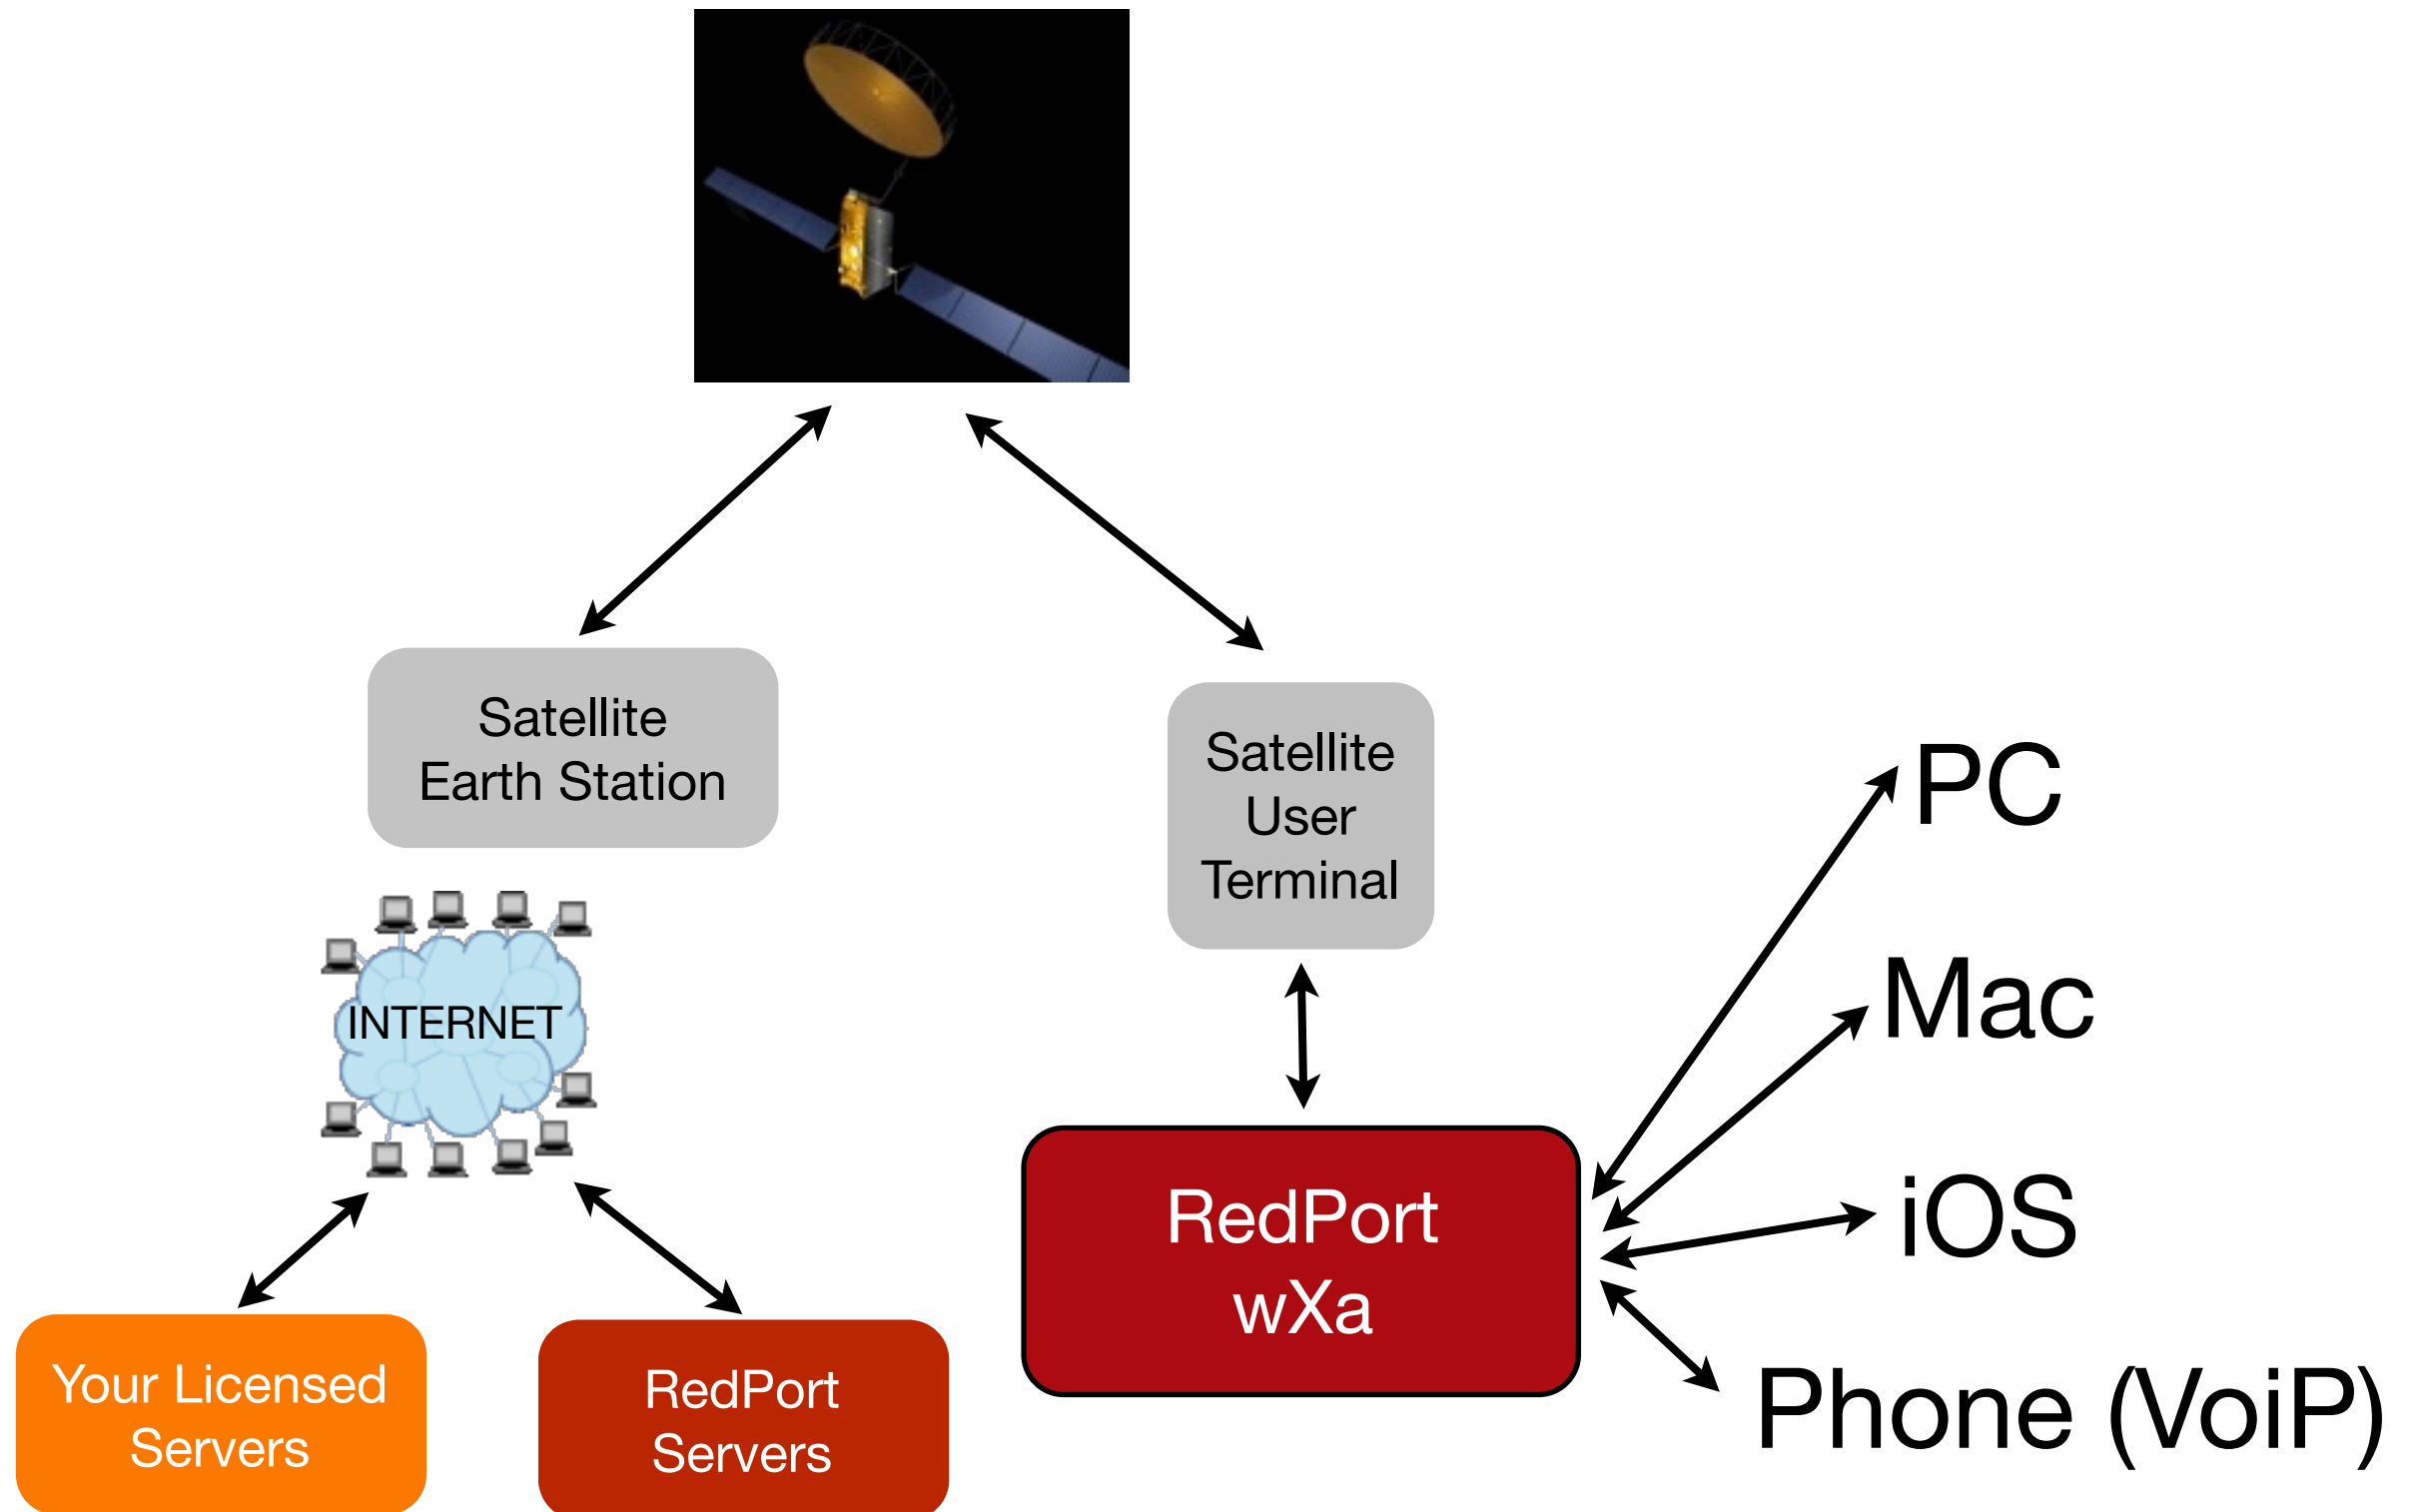 Satellite
Earth Station
Satellite
User
Terminal
INTERNET
Your Licensed
Servers
RedPort
Servers
RedPort
wXa
PC
Mac
iOS
Phone (VoiP)